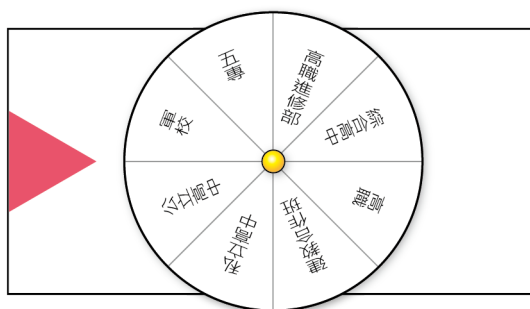 高職進修部
綜合高中
高職
建教合作班
私立高中
公立高中
軍校
五專